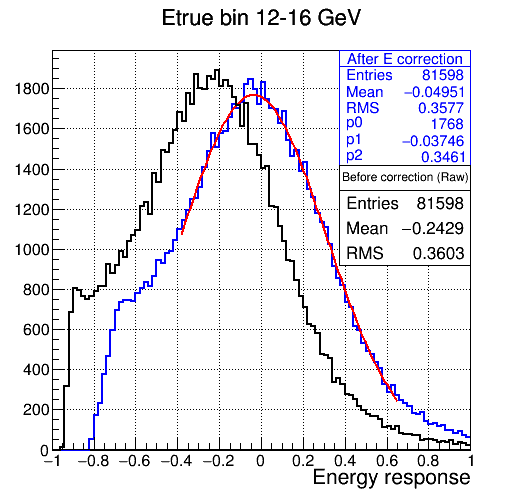 Etrue bin 12-16 GeV
After E correction
Entries 81598
Mean −0.04951
RMS 0.3577
p0 1768
p1 −0.03746
p2 0.3461
Before correction (Raw)
Entries 81598
Mean −0.2429
RMS 0.3603
1800
1600
1400
1200
1000
800
600
400
200
0
−1 −0.8 −0.6 −0.4 −0.2 0 0.2 0.4 0.6 0.8 1
Energy response